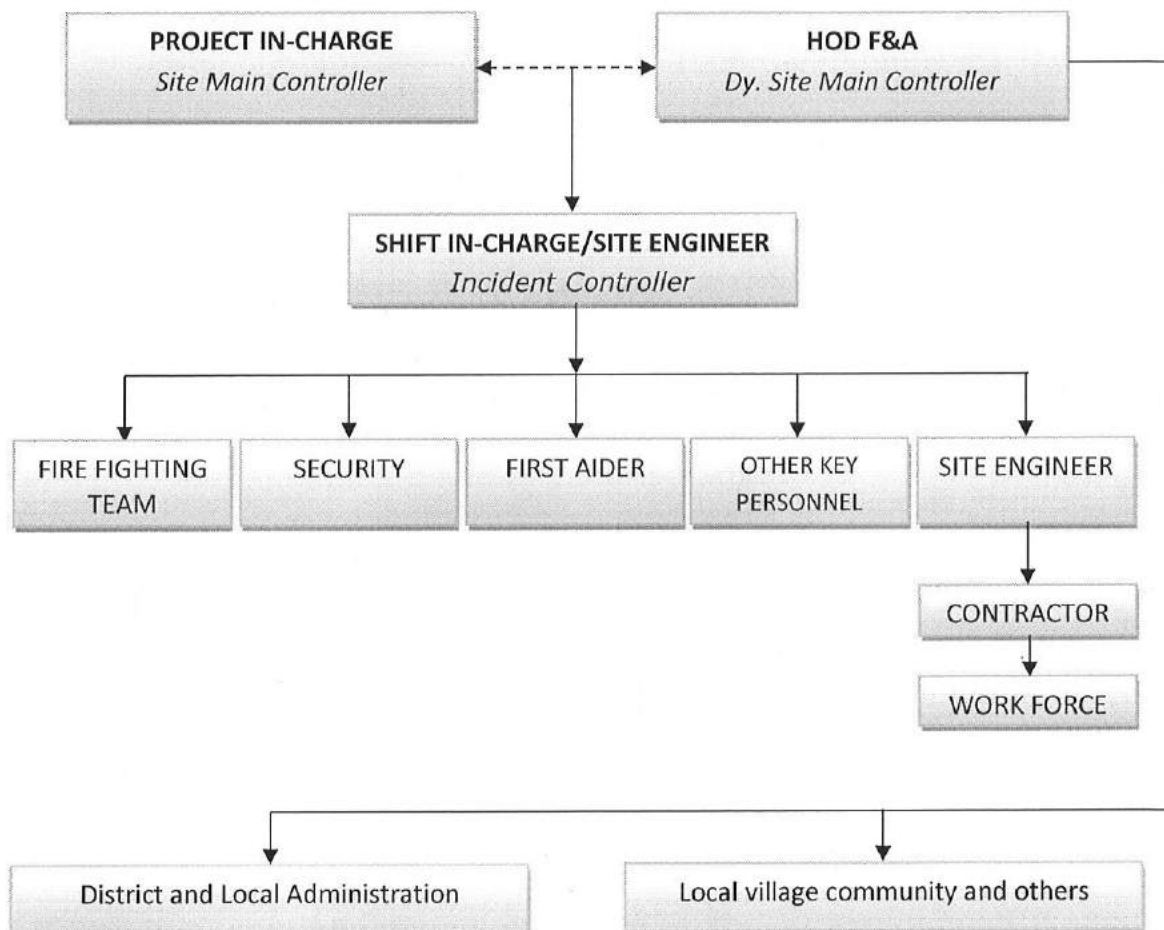 PROJECT IN-CHARGE
Site Main Controller
HOD F&A
Dy. Site Main Controller
SHIFT IN-CHARGE/SITE ENGINEER
Incident Controller
FIRE FIGHTING
TEAM
SECURITY
FIRST AIDER
OTHER KEY
PERSONNEL
SITE ENGINEER
CONTRACTOR
WORK FORCE
District and Local Administration
Local village community and others